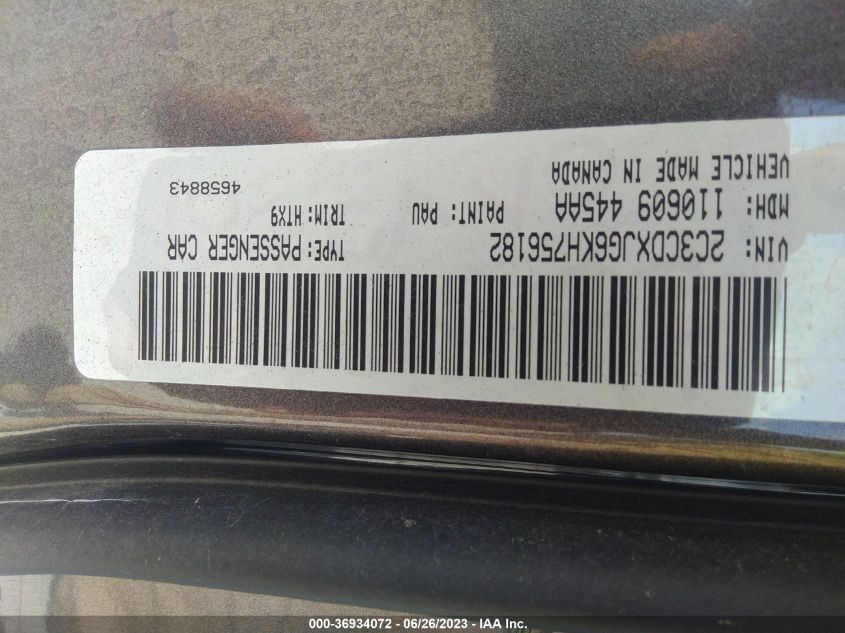 VIN: 2C3CDXJG6KH756182 TYPE: PASSENGER CAR
MDH: 110609 445AA PAINT: PAU TRIM: HTX9
VEHICLE MADE IN CANADA 4658843
000-36934072 / 06/26/2023 - IAA Inc.